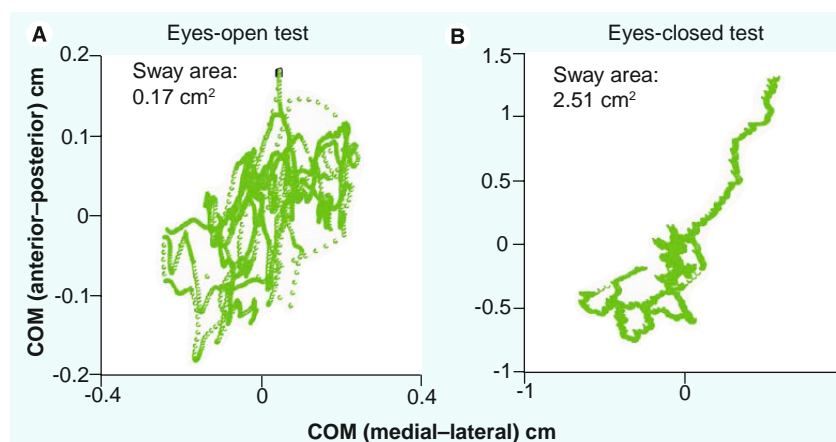 A
Eyes-open test
Sway area:
0.17 cm²
0.2
0.1
0
-0.1
-0.2
-0.4
0
0.4
COM (anterior–posterior) cm
B
Eyes-closed test
Sway area:
2.51 cm²
1.5
1
0.5
0
-0.5
-1
-1
0
COM (medial–lateral) cm